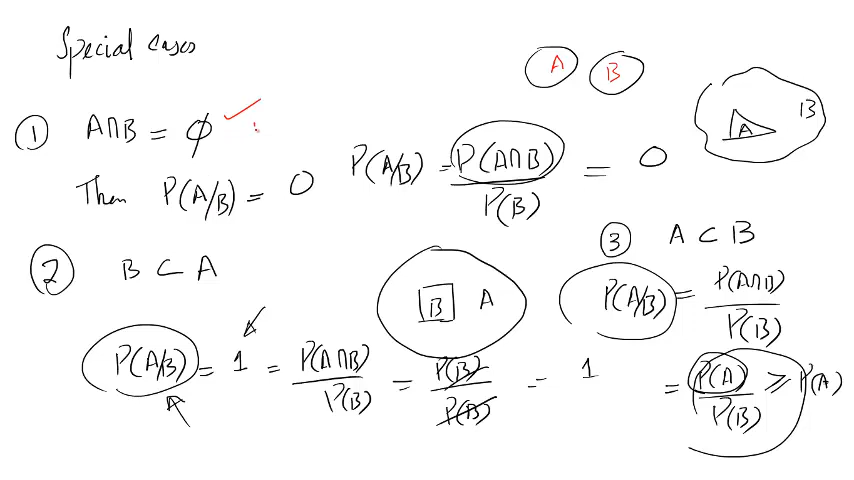 Special cases
A B
① A∩B = ϕ
B
A
Then P(A/B) = 0 P(A/B) = P(A∩B) / P(B) = 0
② B ⊂ A
B A
P(A/B) = 1 = P(A∩B) / P(B) = P(B) / P(B) = 1
③ A ⊂ B
P(A/B) = P(A∩B) / P(B)
= P(A) / P(B) ≥ P(A)